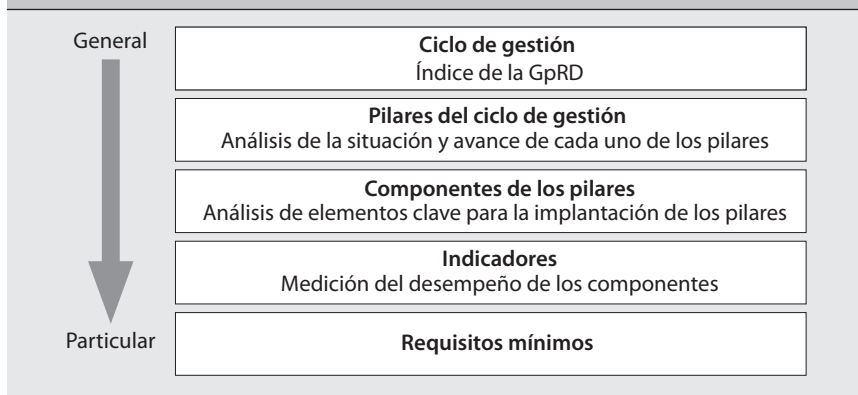 General
Ciclo de gestión
Índice de la GpRD
Pilares del ciclo de gestión
Análisis de la situación y avance de cada uno de los pilares
Componentes de los pilares
Análisis de elementos clave para la implantación de los pilares
Indicadores
Medición del desempeño de los componentes
Particular
Requisitos mínimos